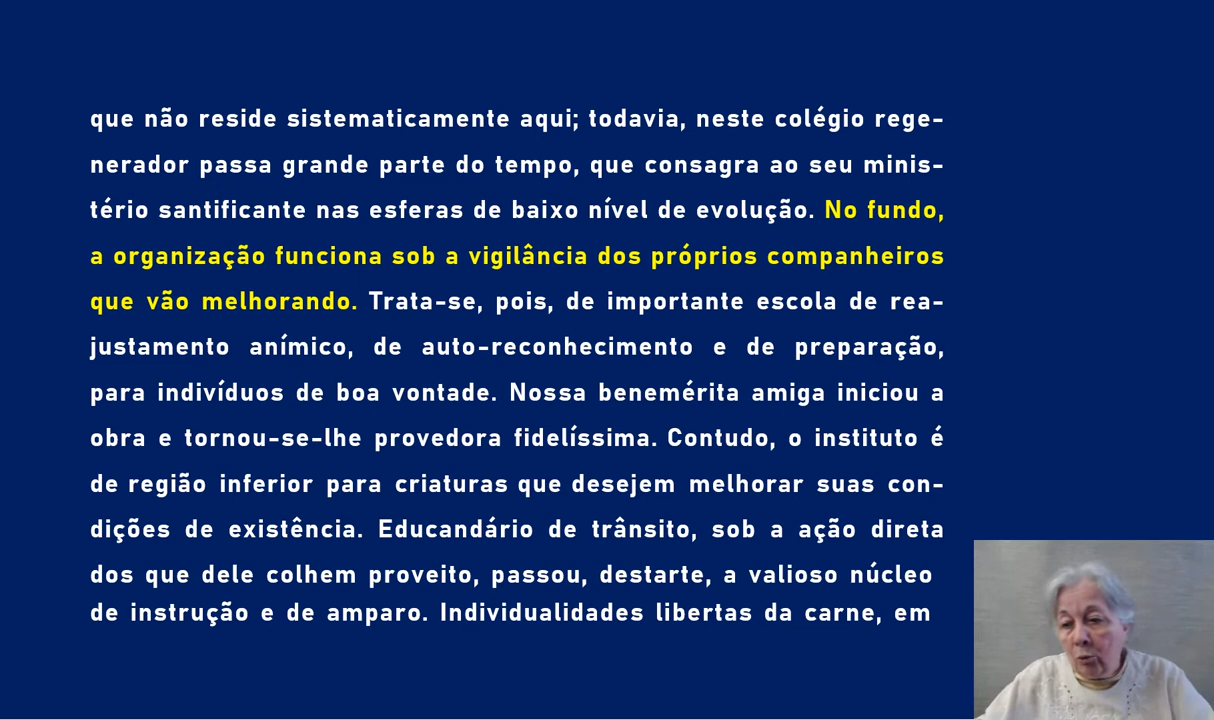 que não reside sistematicamente aqui; todavia, neste colégio rege-
nerador passa grande parte do tempo, que consagra ao seu minis-
tério santificante nas esferas de baixo nível de evolução. No fundo,
a organização funciona sob a vigilância dos próprios companheiros
que vão melhorando. Trata-se, pois, de importante escola de rea-
justamento anímico, de auto-reconhecimento e de preparação,
para indivíduos de boa vontade. Nossa benemérita amiga iniciou a
obra e tornou-se-lhe provedora fidelíssima. Contudo, o instituto é
de região inferior para criaturas que desejem melhorar suas con-
dições de existência. Educandário de trânsito, sob a ação direta
dos que dele colhem proveito, passou, destarte, a valioso núcleo
de instrução e de amparo. Individualidades libertas da carne, em